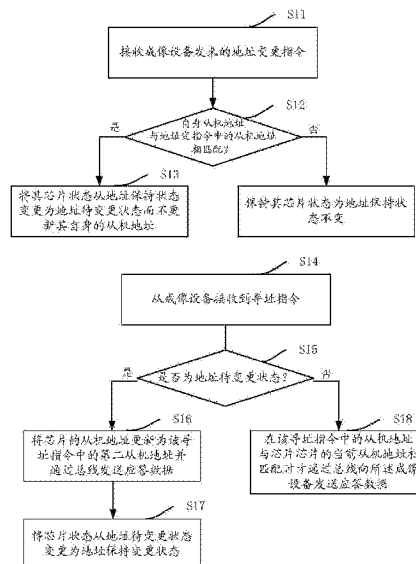 S11
接收成像设备发来的地址变更指令
S12
自身从机地址
与地址变指令中的从机地址
相匹配？
是
否
S13
将其芯片状态从地址保持状态
变更为地址待变更状态而不更
新其自身的从机地址
保持其芯片状态为地址保持状
态不变
S14
从成像设备接收到寻址指令
S15
是否为地址待变更状态？
是
否
S16
将芯片的从机地址更新为该寻
址指令中的第二从机地址并
通过总线发送应答数据
S18
在该寻址指令中的从机地址
与芯片芯片的当前从机地址相
匹配时才通过总线向所述成像
设备发送应答数据
S17
将芯片状态从地址待变更状态
变更为地址保持变更状态